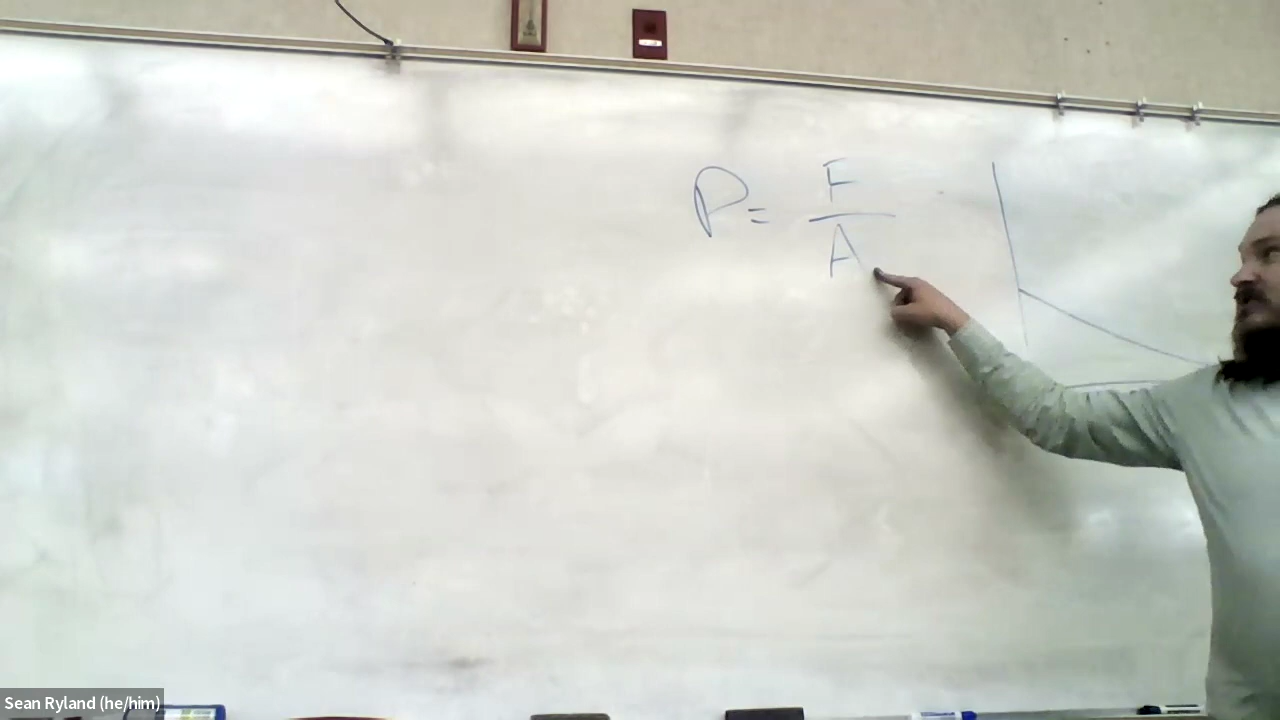 P = F/A
Sean Ryland (he/him)